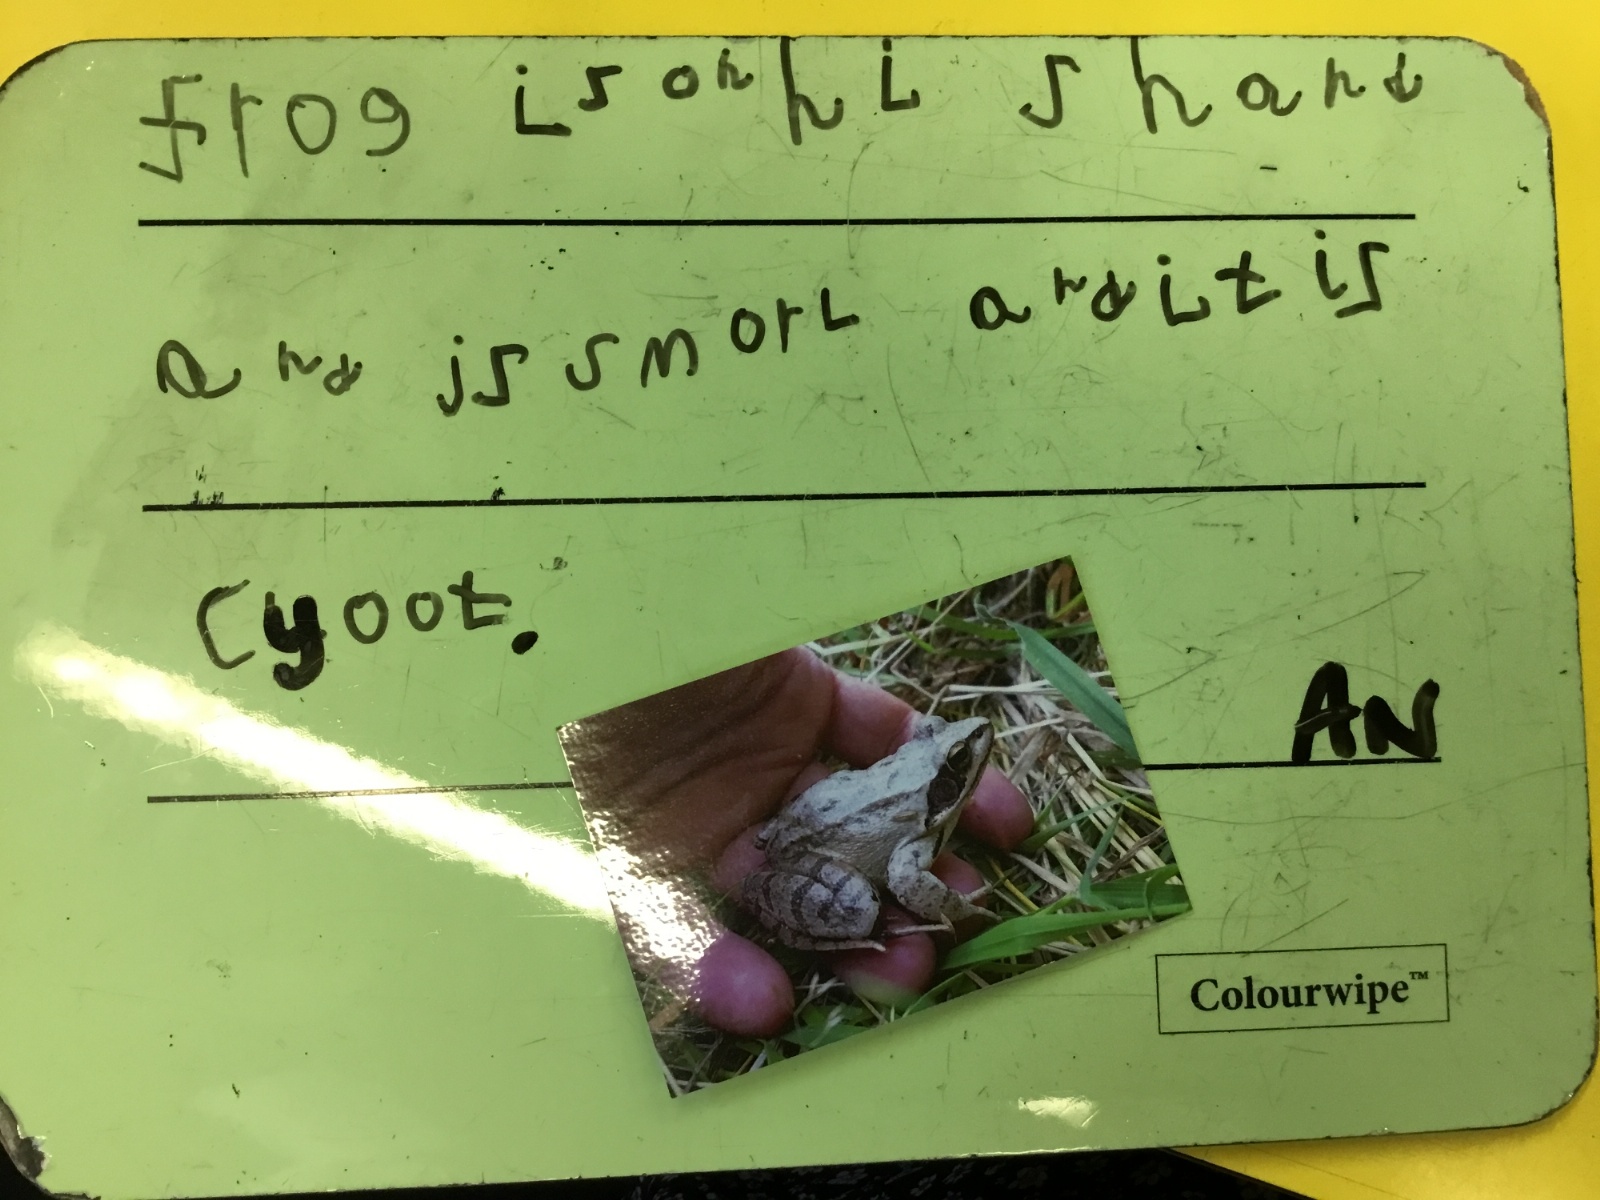 frog is on hi s hand
and is smorl and it is
cyoot.
AN
Colourwipe™